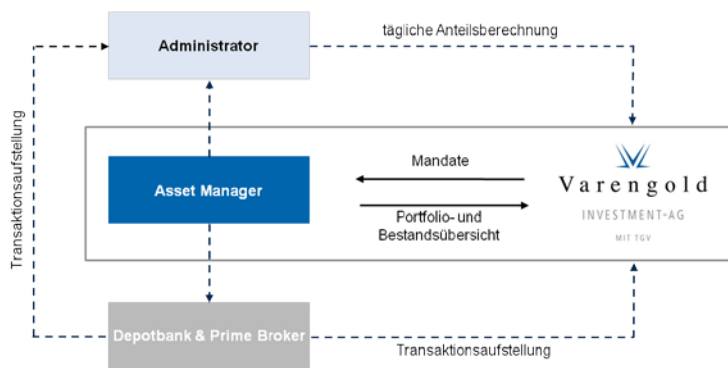 tägliche Anteilsberechnung
Administrator
Transaktionsaufstellung
Asset Manager
Mandate
Portfolio- und
Bestandsübersicht
Varengold
INVESTMENT-AG
MIT TGV
Depotbank & Prime Broker
Transaktionsaufstellung